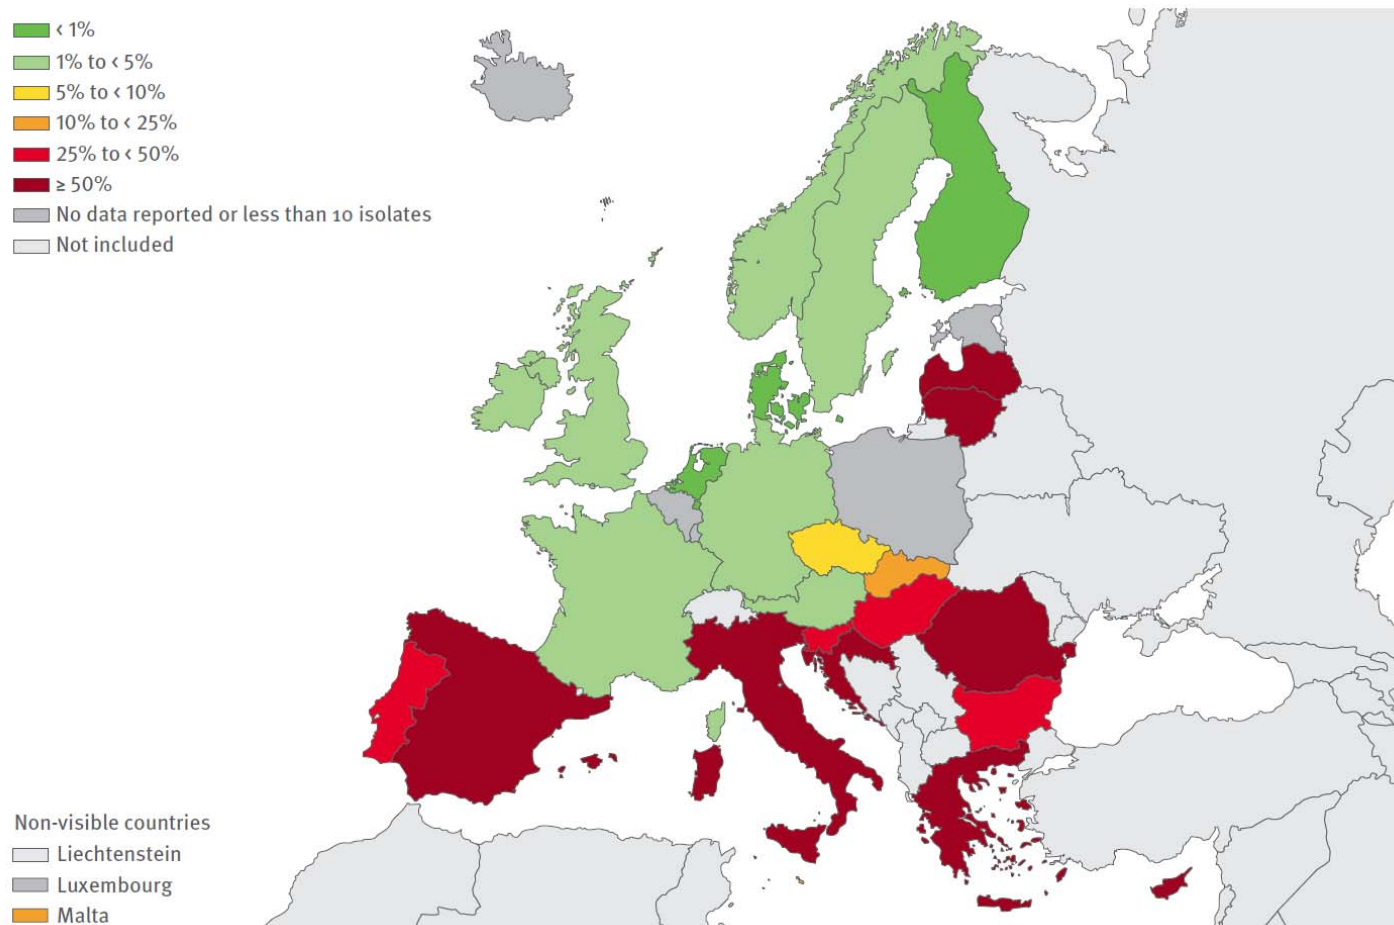 < 1%
1% to < 5%
5% to < 10%
10% to < 25%
25% to < 50%
≥ 50%
No data reported or less than 10 isolates
Not included
Non-visible countries
Liechtenstein
Luxembourg
Malta